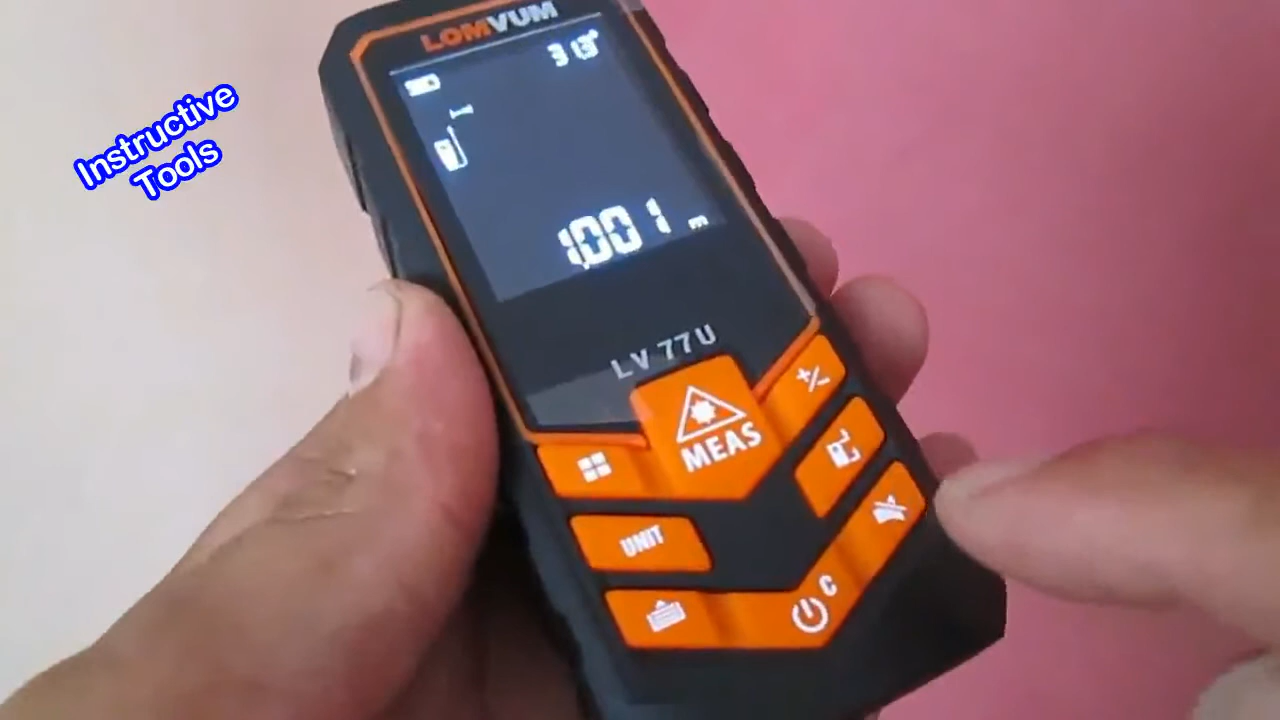 Instructive
Tools
LOMVUM
1.001 m
LV 77U
MEAS
+/-
UNIT
C